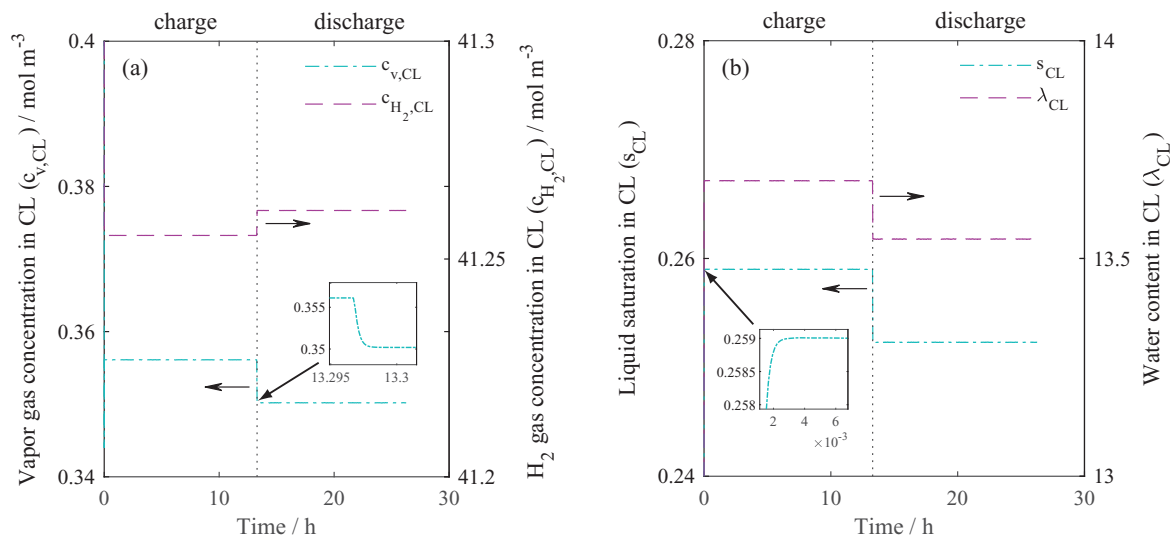 charge
discharge
(a)
c_v,CL
c_H2,CL
0.4
0.38
0.36
0.34
Vapor gas concentration in CL (c_v,CL) / mol m^-3
41.3
41.25
41.2
H2 gas concentration in CL (c_H2,CL) / mol m^-3
0.355
0.35
13.295
13.3
0
10
20
30
Time / h
charge
discharge
(b)
s_CL
λ_CL
0.28
0.26
0.24
Liquid saturation in CL (s_CL)
14
13.5
13
Water content in CL (λ_CL)
0.259
0.2585
0.258
2
4
6
×10^-3
0
10
20
30
Time / h